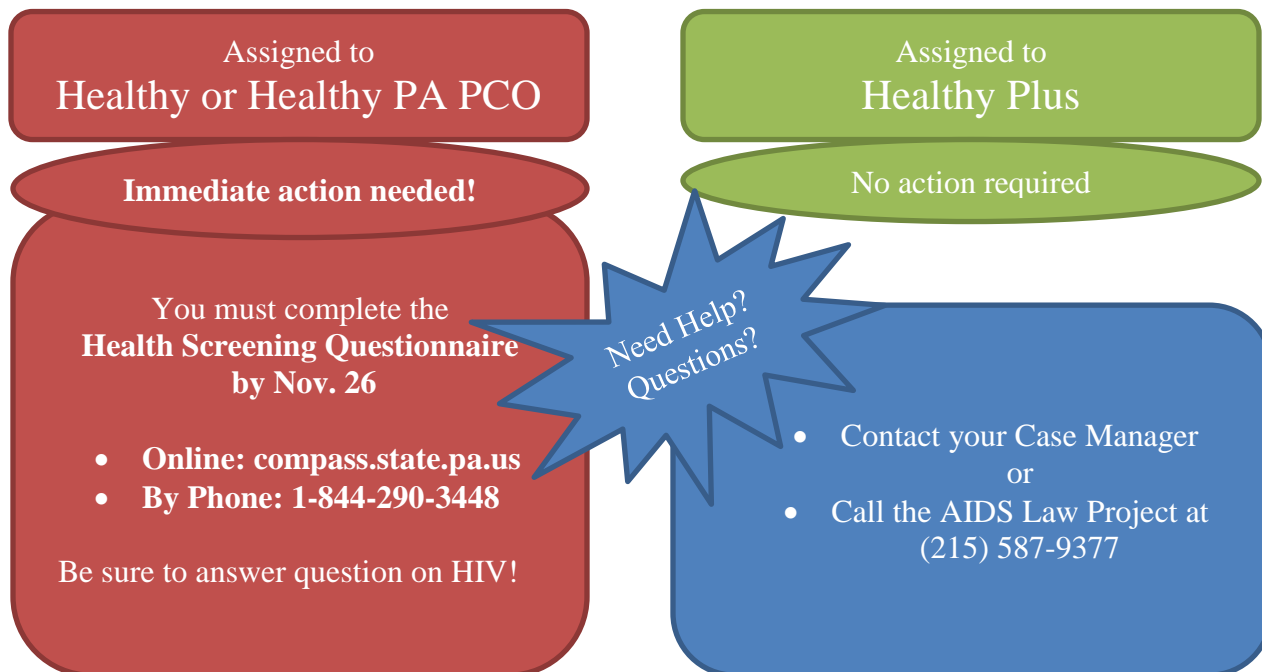 Assigned to
Healthy or Healthy PA PCO
Immediate action needed!
You must complete the
Health Screening Questionnaire
by Nov. 26
• Online: compass.state.pa.us
• By Phone: 1-844-290-3448
Be sure to answer question on HIV!
Assigned to
Healthy Plus
No action required
Need Help?
Questions?
• Contact your Case Manager
or
• Call the AIDS Law Project at
(215) 587-9377